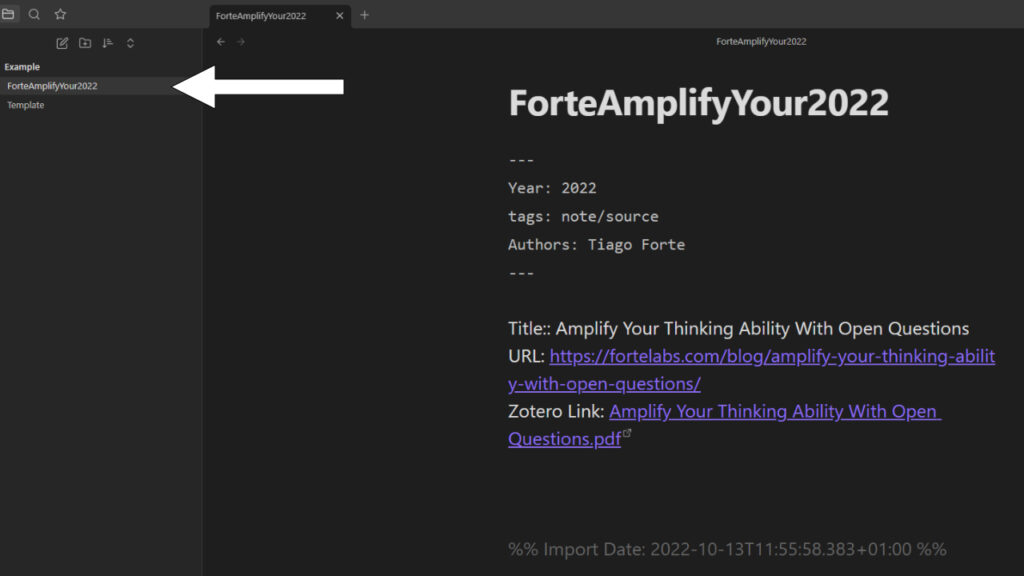 ForteAmplifyYour2022
ForteAmplifyYour2022
Example
ForteAmplifyYour2022
Template
ForteAmplifyYour2022
---
Year: 2022
tags: note/source
Authors: Tiago Forte
---
Title:: Amplify Your Thinking Ability With Open Questions
URL: https://fortelabs.com/blog/amplify-your-thinking-abilit
y-with-open-questions/
Zotero Link: Amplify Your Thinking Ability With Open
Questions.pdf
%% Import Date: 2022-10-13T11:55:58.383+01:00 %%